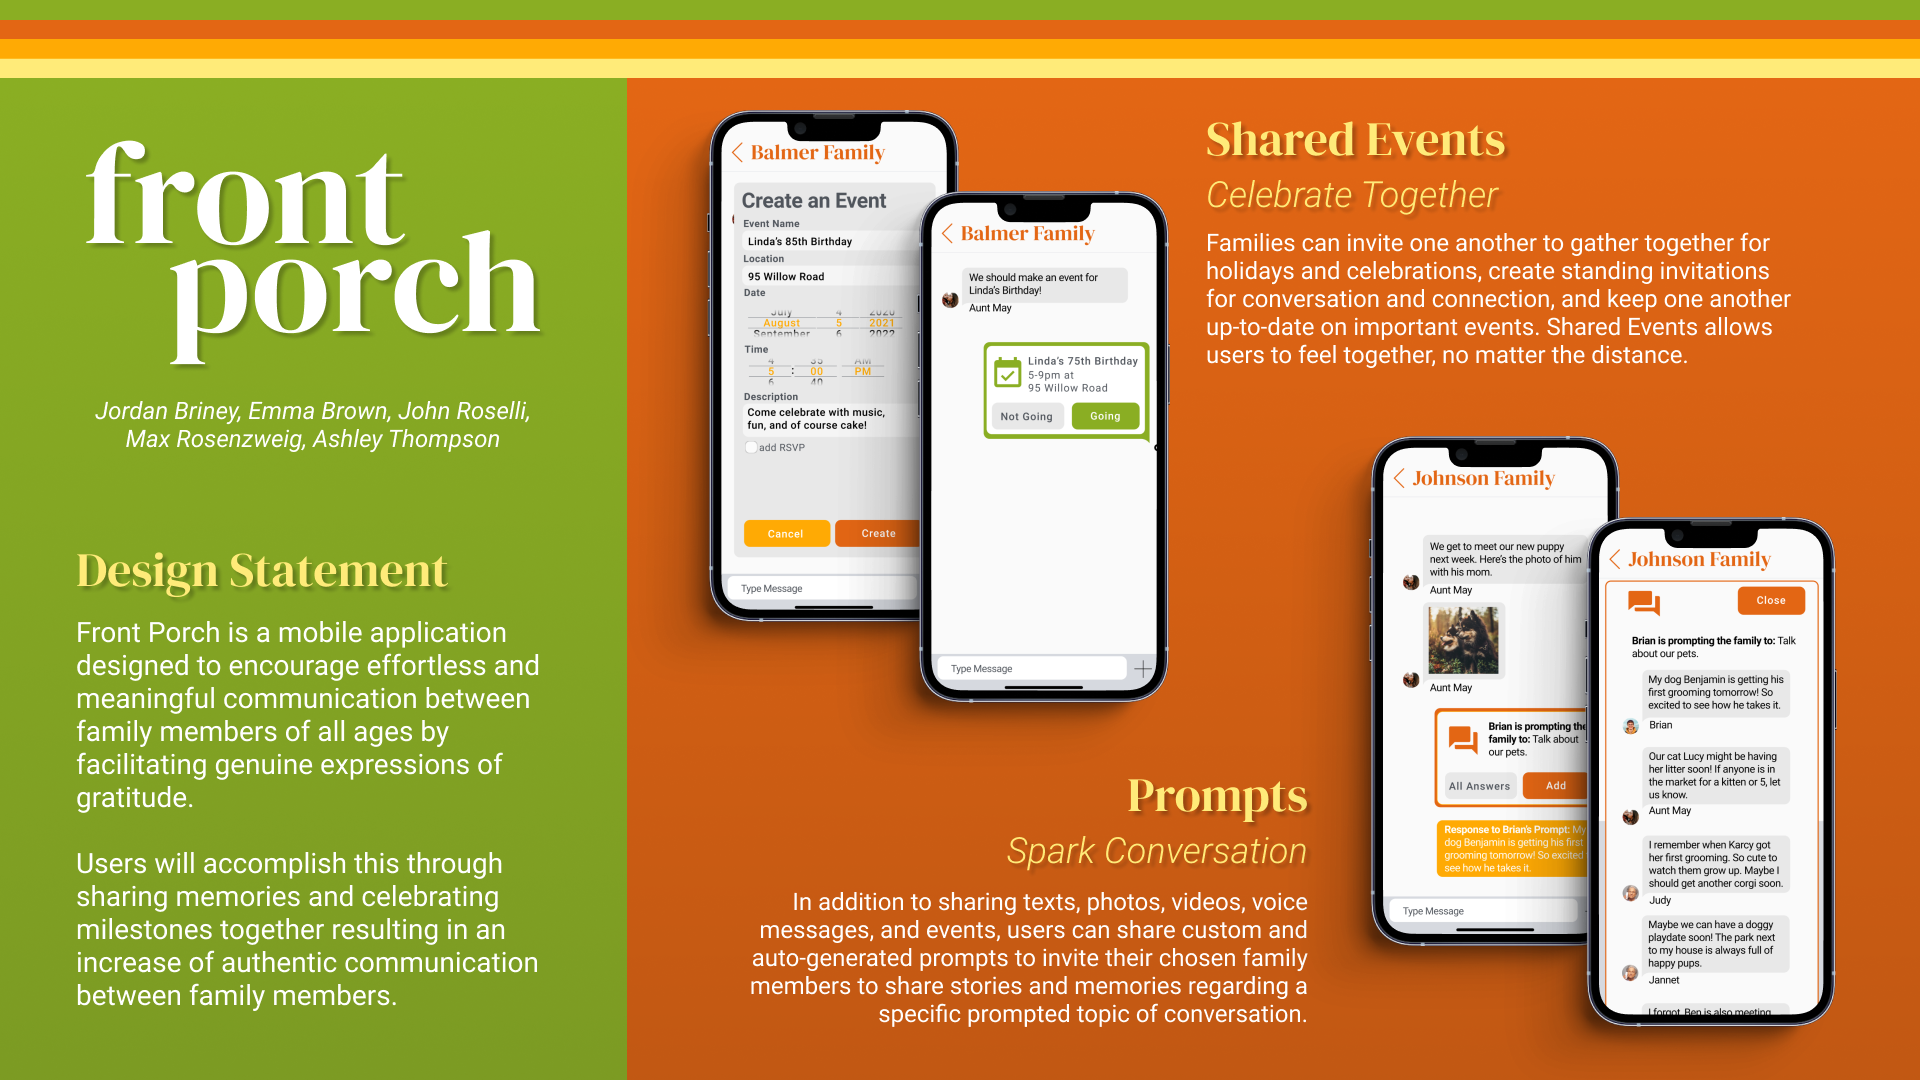 front
porch
Jordan Briney, Emma Brown, John Roselli,
Max Rosenzweig, Ashley Thompson
Design Statement
Front Porch is a mobile application
designed to encourage effortless and
meaningful communication between
family members of all ages by
facilitating genuine expressions of
gratitude.
Users will accomplish this through
sharing memories and celebrating
milestones together resulting in an
increase of authentic communication
between family members.
Balmer Family
Create an Event
Event Name
Linda's 85th Birthday
Location
95 Willow Road
Date
July 4 2020
August 5 2021
September 6 2022
Time
4 35 AM
5 : 00 PM
6 40
Description
Come celebrate with music,
fun, and of course cake!
add RSVP
Cancel Create
Type Message
Balmer Family
We should make an event for
Linda's Birthday!
Aunt May
Linda's 75th Birthday
5-9pm at
95 Willow Road
Not Going Going
Type Message
Shared Events
Celebrate Together
Families can invite one another to gather together for
holidays and celebrations, create standing invitations
for conversation and connection, and keep one another
up-to-date on important events. Shared Events allows
users to feel together, no matter the distance.
Prompts
Spark Conversation
In addition to sharing texts, photos, videos, voice
messages, and events, users can share custom and
auto-generated prompts to invite their chosen family
members to share stories and memories regarding a
specific prompted topic of conversation.
Johnson Family
We get to meet our new puppy
next week. Here's the photo of him
with his mom.
Aunt May
Aunt May
Brian is prompting the
family to: Talk about
our pets.
All Answers Add
Response to Brian's Prompt: My
dog Benjamin is getting his first
grooming tomorrow! So excited
see how he takes it.
Type Message
Johnson Family
Close
Brian is prompting the family to: Talk
about our pets.
My dog Benjamin is getting his
first grooming tomorrow! So
excited to see how he takes it.
Brian
Our cat Lucy might be having
her litter soon! If anyone is in
the market for a kitten or 5, let
us know.
Aunt May
I remember when Karcy got
her first grooming. So cute to
watch them grow up. Maybe I
should get another corgi soon.
Judy
Maybe we can have a doggy
playdate soon! The park next
to my house is always full of
happy pups.
Jannet
I forgot, Ben is also meeting